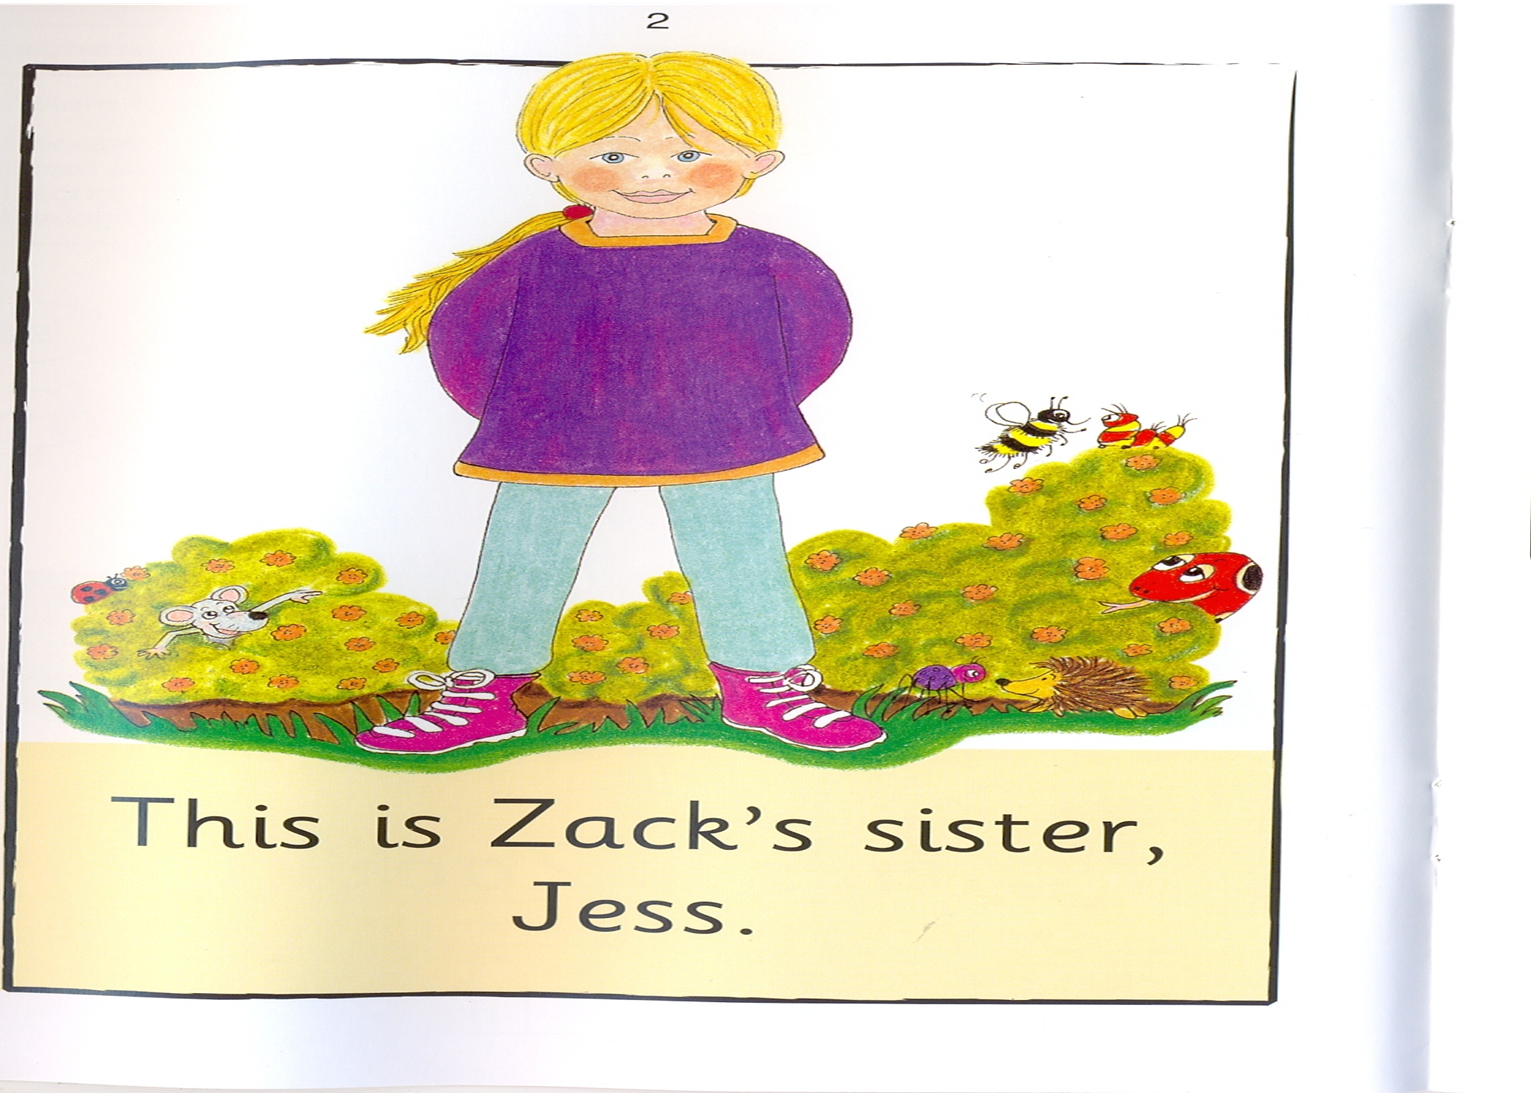 2
This is Zack's sister,
Jess.